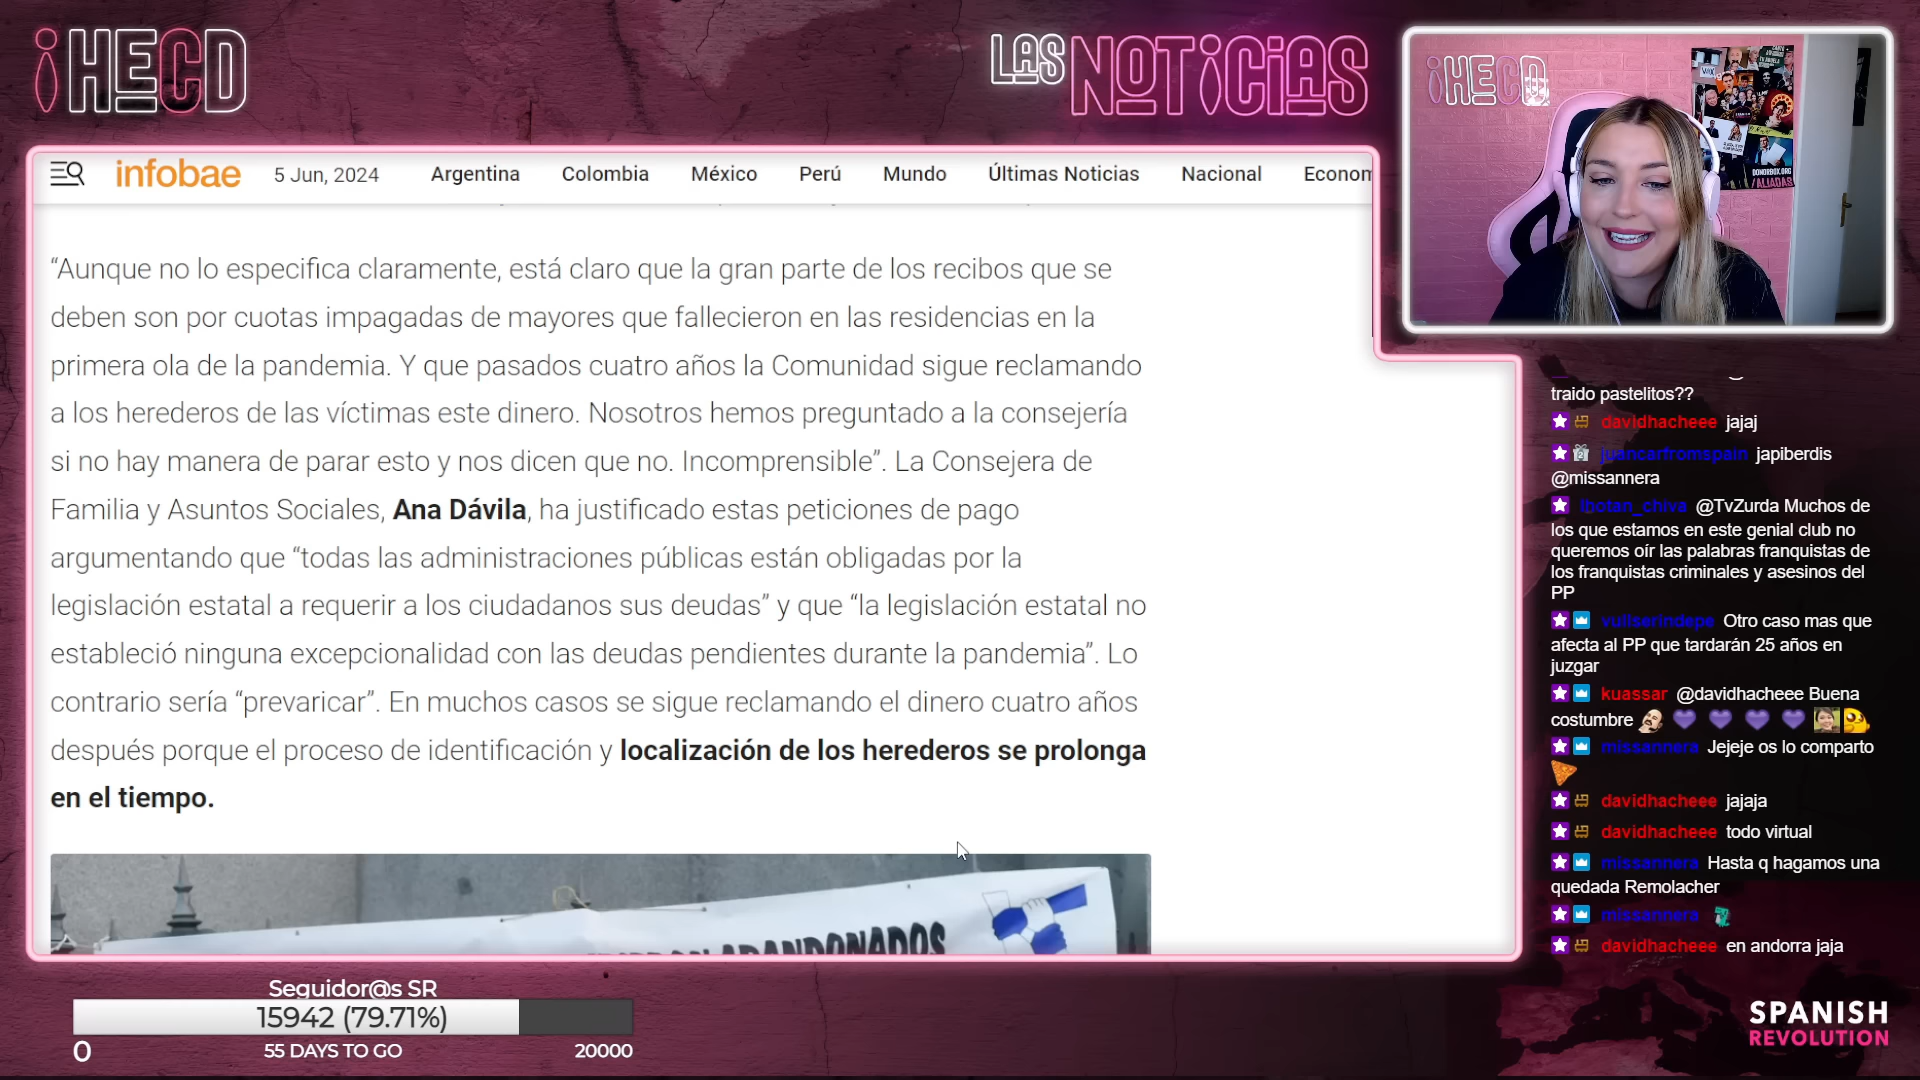 ¡HECD
LAS NOTICIAS
¡HECD
infobae
5 Jun, 2024
Argentina Colombia México Perú Mundo Últimas Noticias Nacional Econom
“Aunque no lo especifica claramente, está claro que la gran parte de los recibos que se
deben son por cuotas impagadas de mayores que fallecieron en las residencias en la
primera ola de la pandemia. Y que pasados cuatro años la Comunidad sigue reclamando
a los herederos de las víctimas este dinero. Nosotros hemos preguntado a la consejería
si no hay manera de parar esto y nos dicen que no. Incomprensible”. La Consejera de
Familia y Asuntos Sociales, Ana Dávila, ha justificado estas peticiones de pago
argumentando que “todas las administraciones públicas están obligadas por la
legislación estatal a requerir a los ciudadanos sus deudas” y que “la legislación estatal no
estableció ninguna excepcionalidad con las deudas pendientes durante la pandemia”. Lo
contrario sería “prevaricar”. En muchos casos se sigue reclamando el dinero cuatro años
después porque el proceso de identificación y localización de los herederos se prolonga
en el tiempo.
ABANDONADOS
DONORBOX.ORG
/ALIADAS
traido pastelitos??
davidhacheee jajaj
juancarfromspain japiberdis
@missannera
lbotan_chiva @TvZurda Muchos de
los que estamos en este genial club no
queremos oír las palabras franquistas de
los franquistas criminales y asesinos del
PP
vullserindepe Otro caso mas que
afecta al PP que tardarán 25 años en
juzgar
kuassar @davidhacheee Buena
costumbre
missannera Jejeje os lo comparto
davidhacheee jajaja
davidhacheee todo virtual
missannera Hasta q hagamos una
quedada Remolacher
missannera
davidhacheee en andorra jaja
Seguidor@s SR
15942 (79.71%)
0 55 DAYS TO GO 20000
SPANISH
REVOLUTION